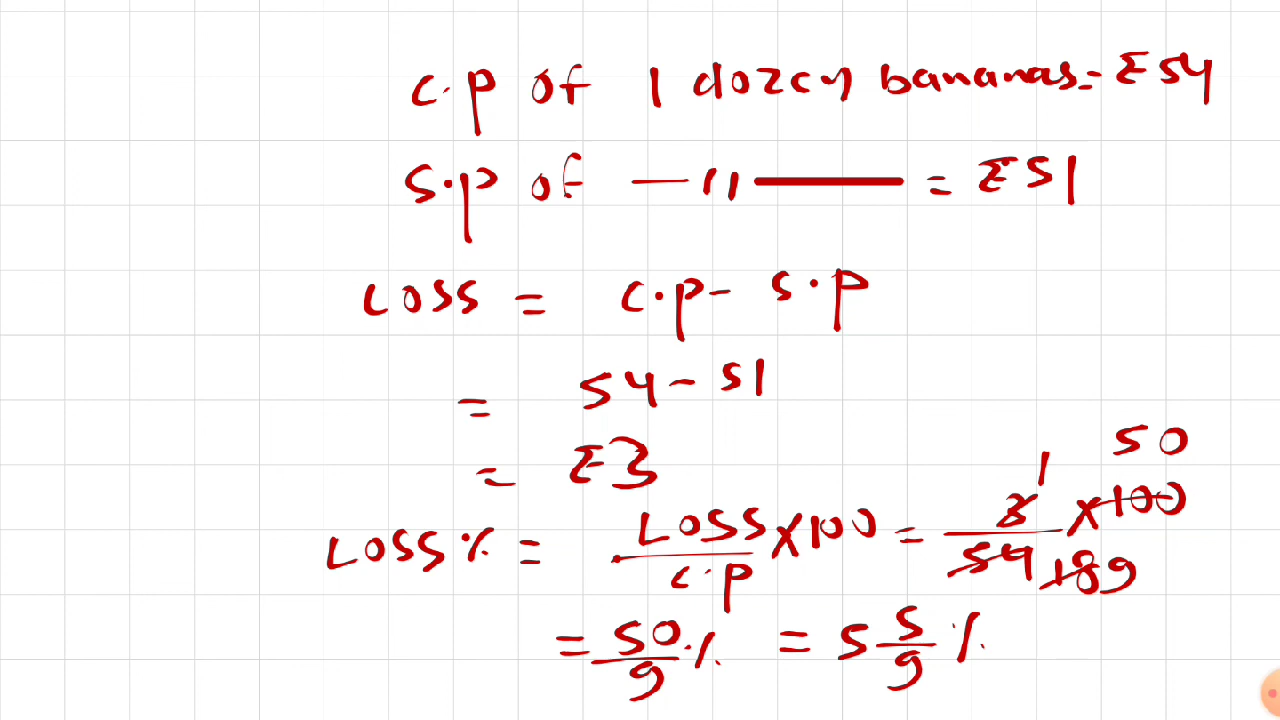 C.P of 1 dozen bananas = ₹54
S.P of —11— = ₹51
LOSS = C.P - S.P
= 54 - 51
= ₹3
LOSS % = LOSS/C.P × 100 = 3/54 × 100 1 18 9 50
= 50/9 % = 5 5/9 %